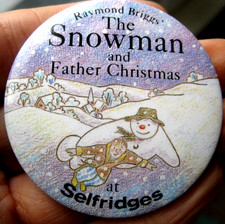 Raymond Briggs'
The
Snowman
and
Father Christmas
at
Selfridges